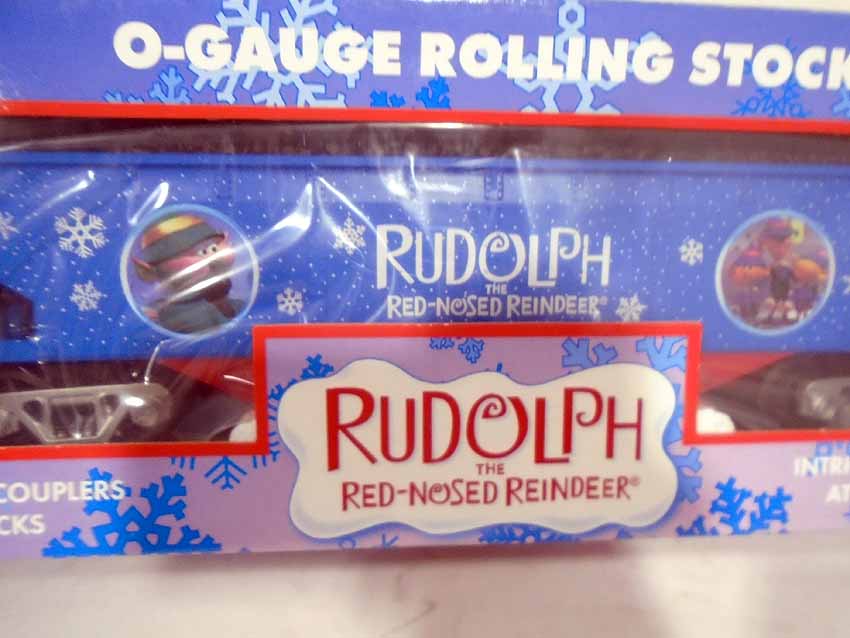 O-GAUGE ROLLING STOCK
RUDOLPH
THE
RED-NOSED REINDEER®
RUDOLPH
THE
RED-NOSED REINDEER®
COUPLERS
CKS
INTRI
AT